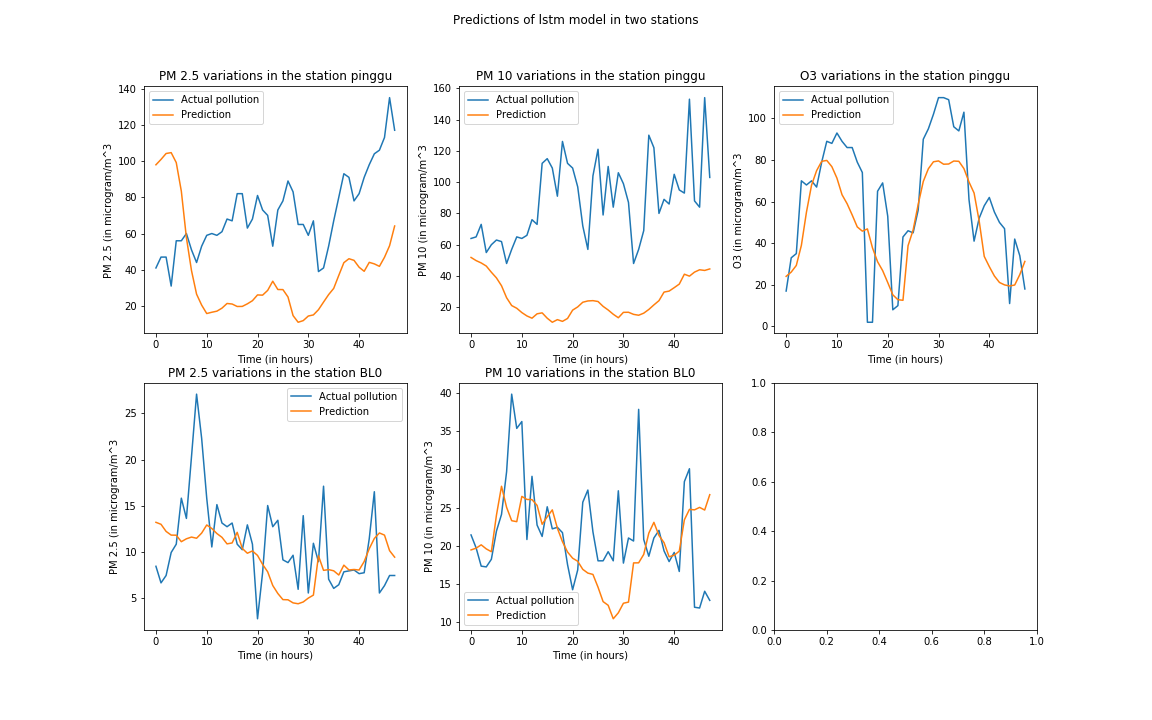 Predictions of lstm model in two stations
PM 2.5 variations in the station pinggu
PM 2.5 (in microgram/m^3
140
120
100
80
60
40
20
Actual pollution
Prediction
0 10 20 30 40
Time (in hours)
PM 10 variations in the station pinggu
PM 10 (in microgram/m^3
160
140
120
100
80
60
40
20
Actual pollution
Prediction
0 10 20 30 40
Time (in hours)
O3 variations in the station pinggu
O3 (in microgram/m^3
100
80
60
40
20
0
Actual pollution
Prediction
0 10 20 30 40
Time (in hours)
PM 2.5 variations in the station BL0
PM 2.5 (in microgram/m^3
25
20
15
10
5
Actual pollution
Prediction
0 10 20 30 40
Time (in hours)
PM 10 variations in the station BL0
PM 10 (in microgram/m^3
40
35
30
25
20
15
10
Actual pollution
Prediction
0 10 20 30 40
Time (in hours)
1.0
0.8
0.6
0.4
0.2
0.0
0.0 0.2 0.4 0.6 0.8 1.0